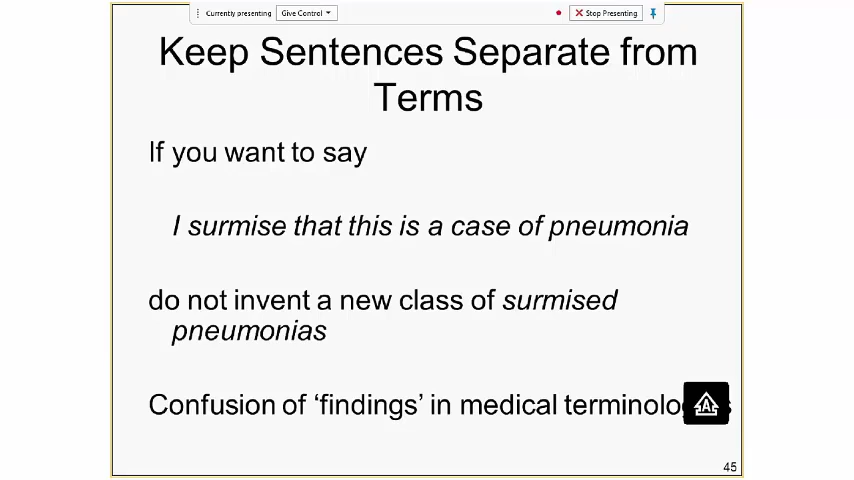 Currently presenting Give Control Stop Presenting
Keep Sentences Separate from
Terms
If you want to say
I surmise that this is a case of pneumonia
do not invent a new class of surmised
pneumonias
Confusion of ‘findings’ in medical
45